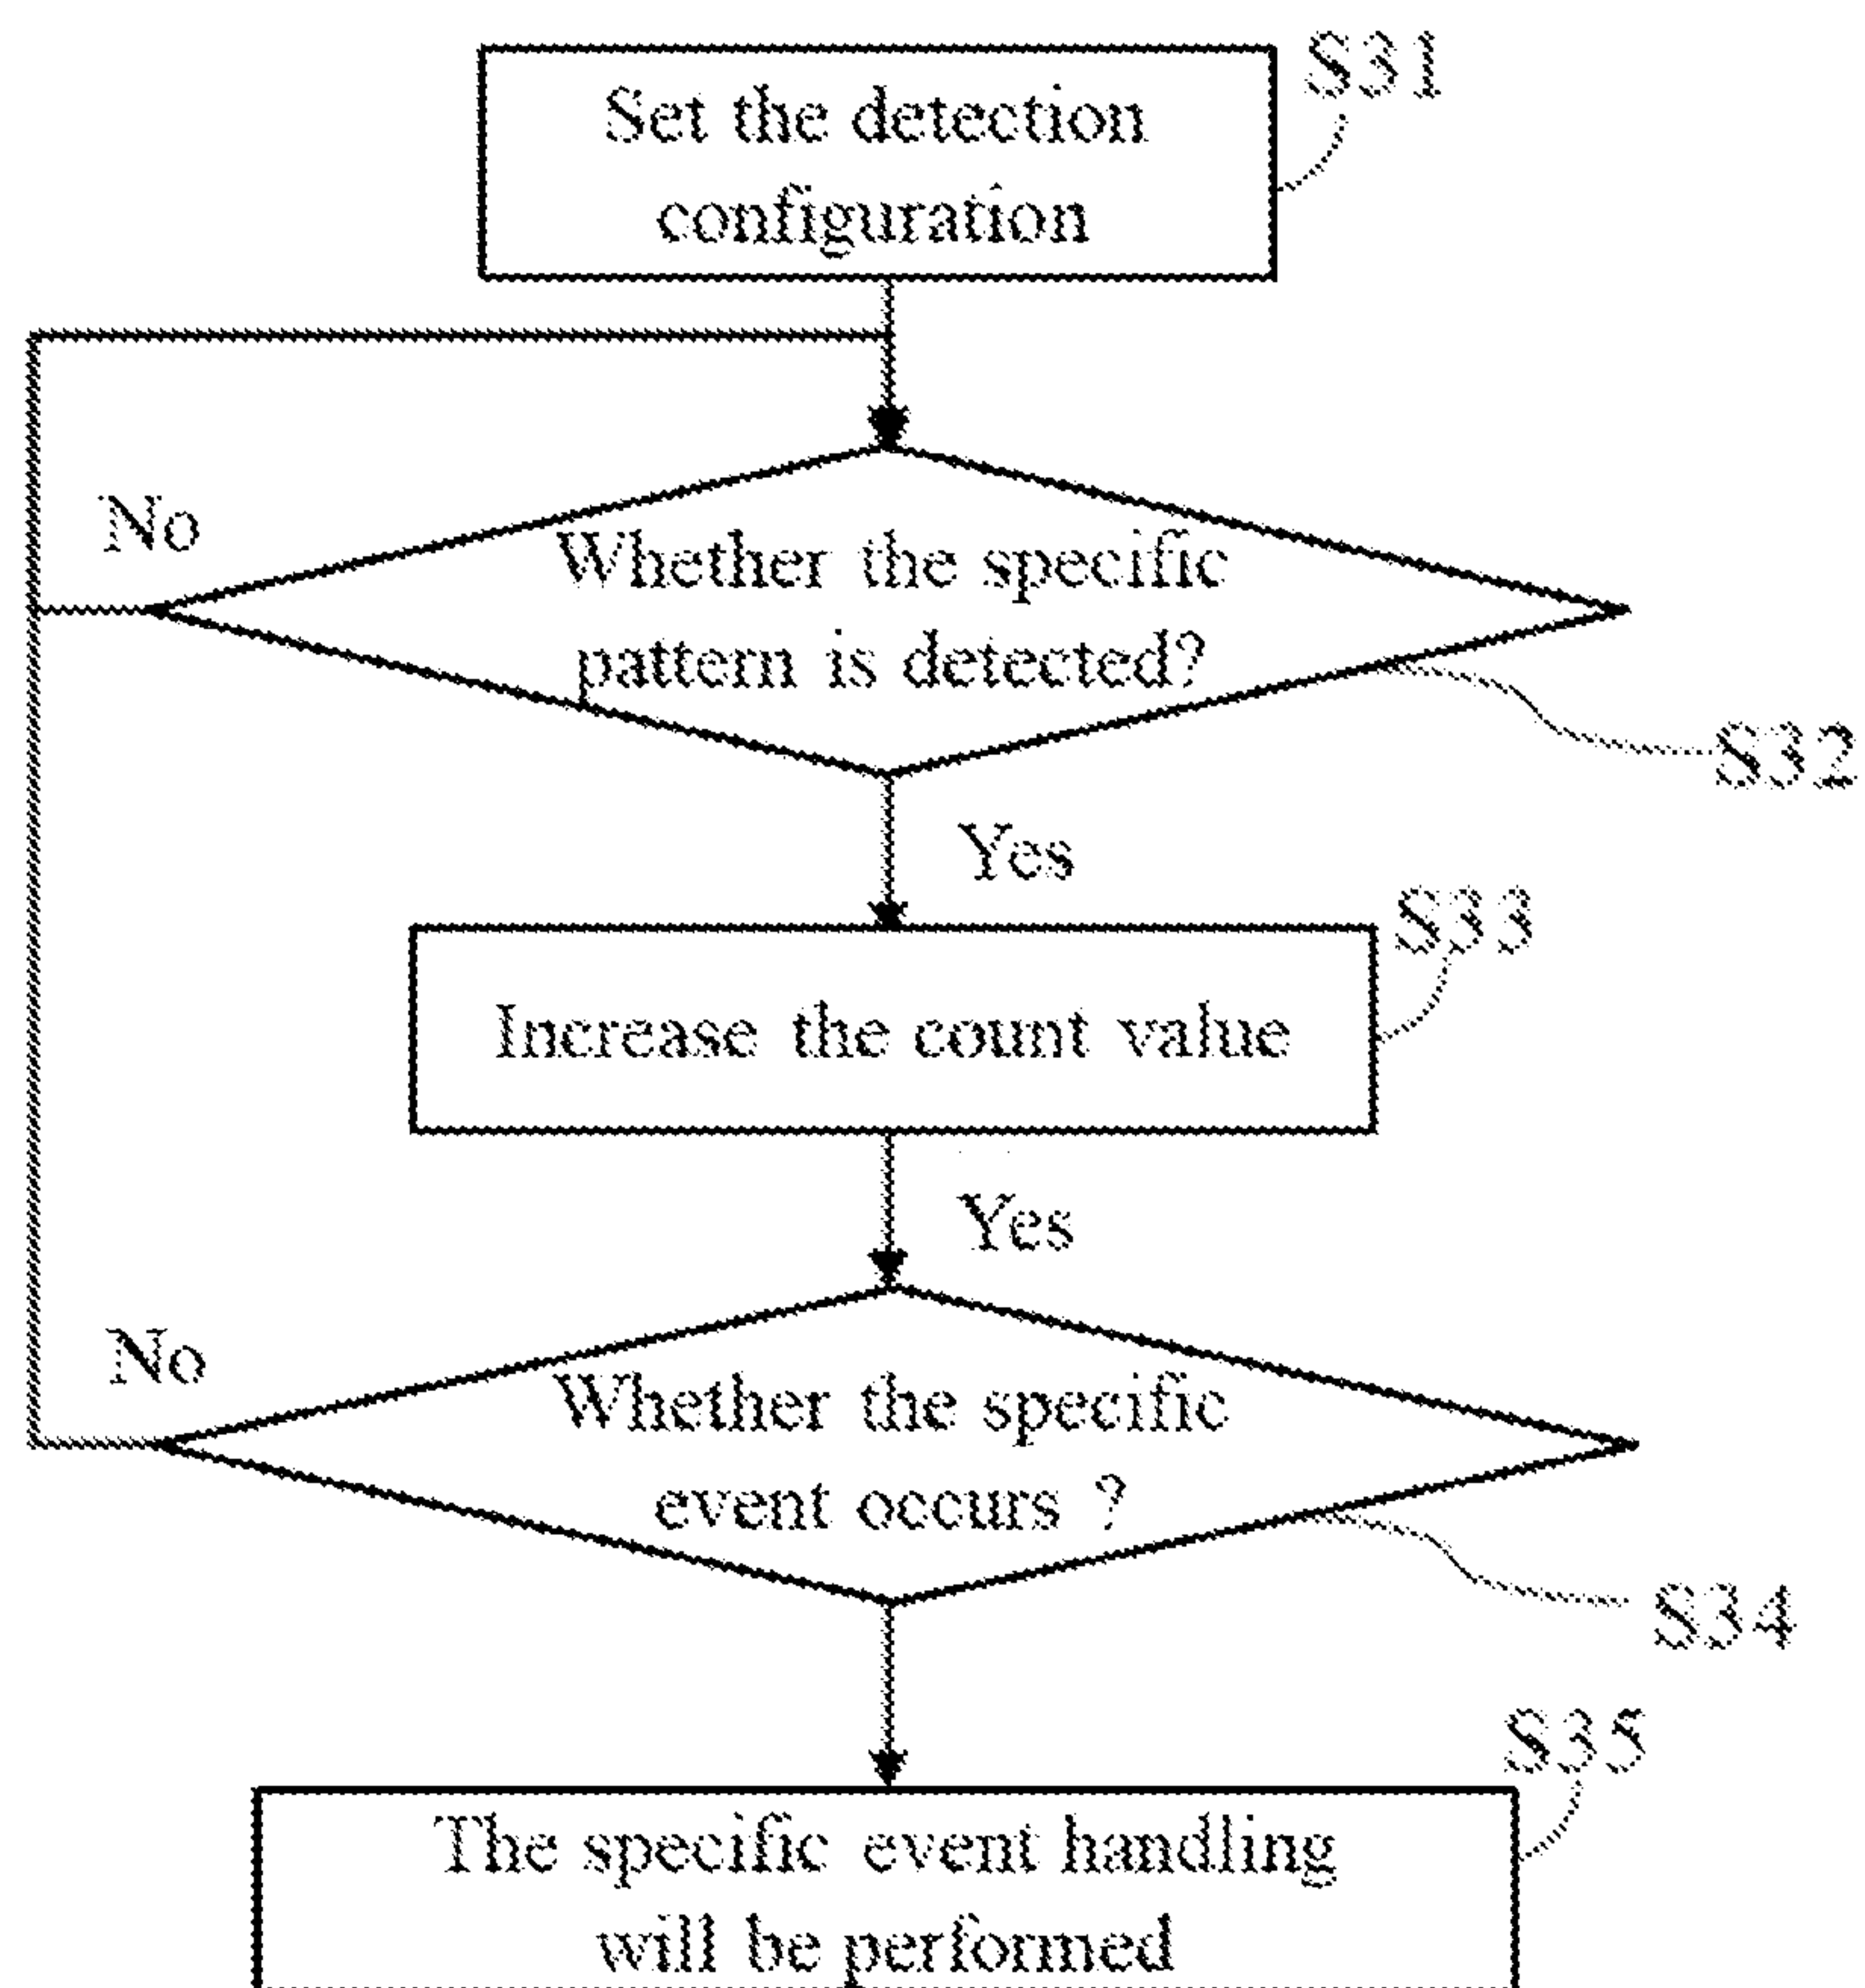 S31
Set the detection
configuration
No
Whether the specific
pattern is detected?
S32
Yes
S33
Increase the count value
Yes
No
Whether the specific
event occurs ?
S34
S35
The specific event handling
will be performed